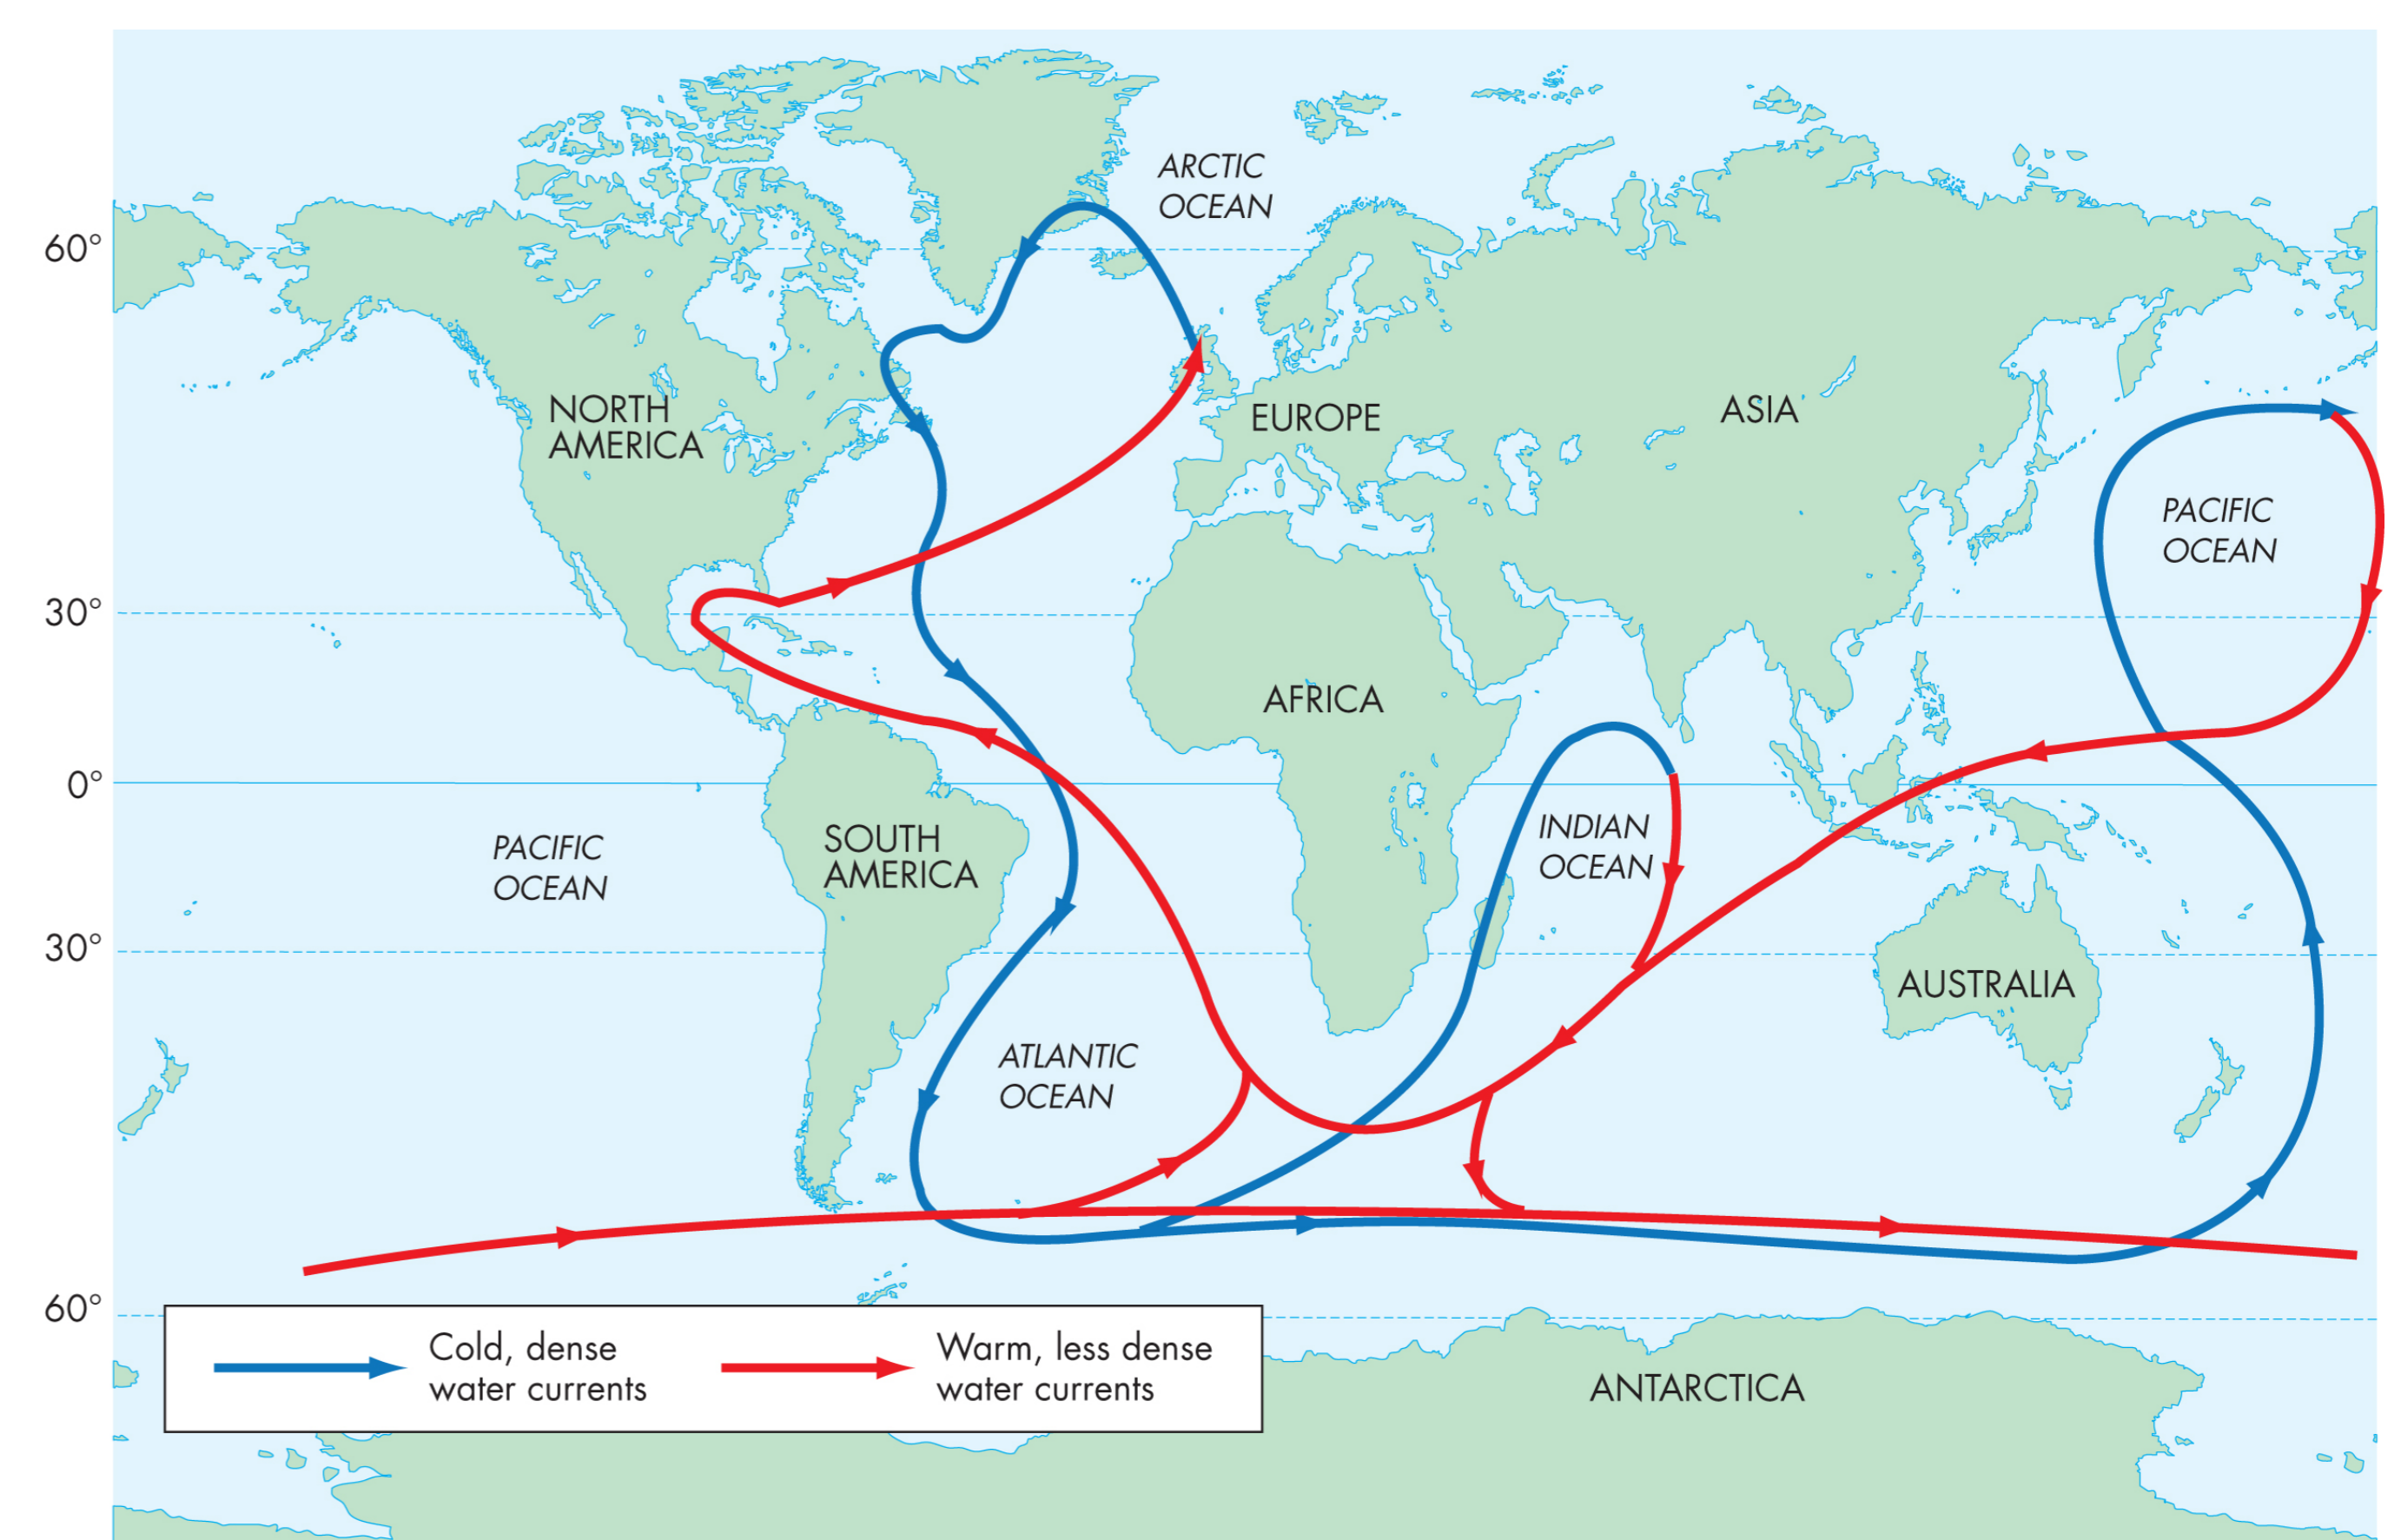 ARCTIC
OCEAN
60°
NORTH
AMERICA
EUROPE
ASIA
PACIFIC
OCEAN
30°
AFRICA
0°
INDIAN
OCEAN
SOUTH
AMERICA
PACIFIC
OCEAN
30°
AUSTRALIA
ATLANTIC
OCEAN
60°
Cold, dense
water currents
Warm, less dense
water currents
ANTARCTICA